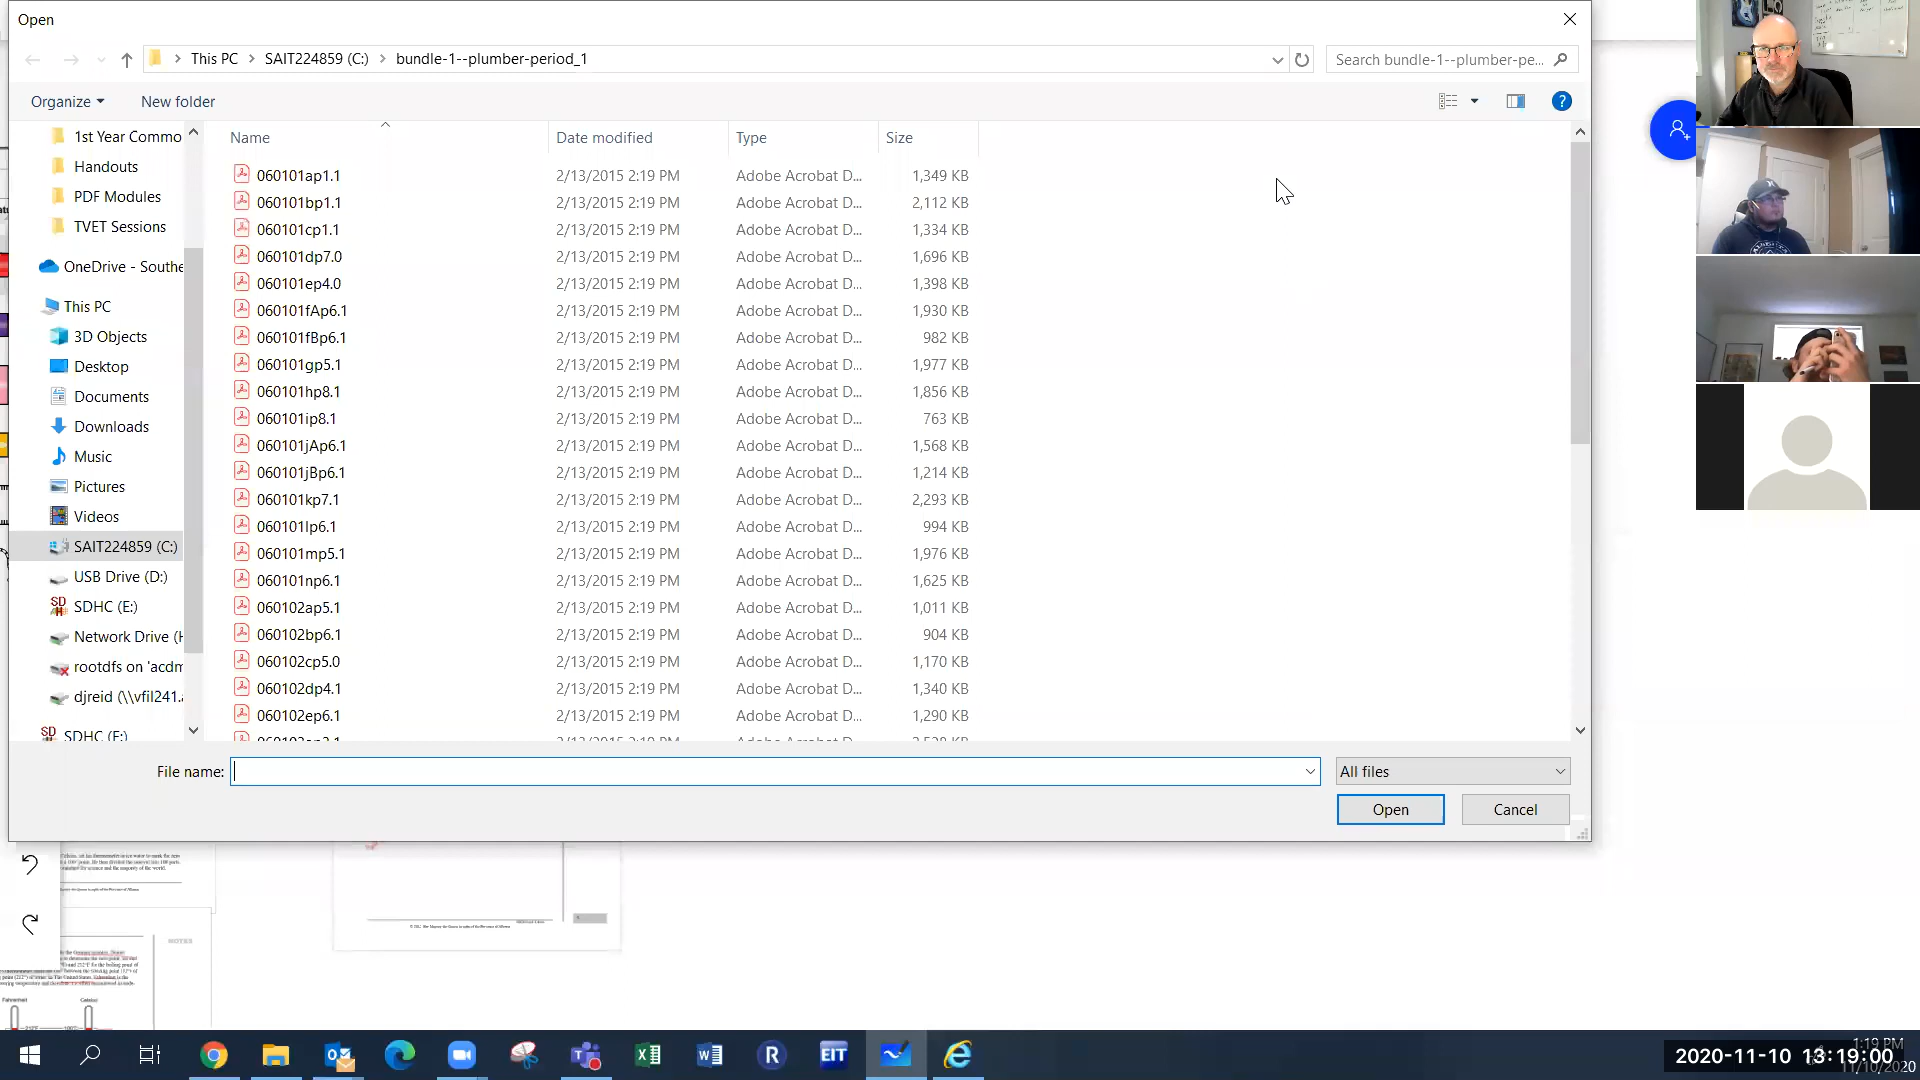 Open
This PC > SAIT224859 (C:) > bundle-1--plumber-period_1
Search bundle-1--plumber-pe...
Organize
New folder
1st Year Commo
Handouts
PDF Modules
TVET Sessions
OneDrive - Southe
This PC
3D Objects
Desktop
Documents
Downloads
Music
Pictures
Videos
SAIT224859 (C:)
USB Drive (D:)
SDHC (E:)
Network Drive (H
rootdfs on 'acdm
djreid (\\vfil241.a
SDHC (E:)
Name Date modified Type Size
060101ap1.1 2/13/2015 2:19 PM Adobe Acrobat D... 1,349 KB
060101bp1.1 2/13/2015 2:19 PM Adobe Acrobat D... 2,112 KB
060101cp1.1 2/13/2015 2:19 PM Adobe Acrobat D... 1,334 KB
060101dp7.0 2/13/2015 2:19 PM Adobe Acrobat D... 1,696 KB
060101ep4.0 2/13/2015 2:19 PM Adobe Acrobat D... 1,398 KB
060101fAp6.1 2/13/2015 2:19 PM Adobe Acrobat D... 1,930 KB
060101fBp6.1 2/13/2015 2:19 PM Adobe Acrobat D... 982 KB
060101gp5.1 2/13/2015 2:19 PM Adobe Acrobat D... 1,977 KB
060101hp8.1 2/13/2015 2:19 PM Adobe Acrobat D... 1,856 KB
060101ip8.1 2/13/2015 2:19 PM Adobe Acrobat D... 763 KB
060101jAp6.1 2/13/2015 2:19 PM Adobe Acrobat D... 1,568 KB
060101jBp6.1 2/13/2015 2:19 PM Adobe Acrobat D... 1,214 KB
060101kp7.1 2/13/2015 2:19 PM Adobe Acrobat D... 2,293 KB
060101lp6.1 2/13/2015 2:19 PM Adobe Acrobat D... 994 KB
060101mp5.1 2/13/2015 2:19 PM Adobe Acrobat D... 1,976 KB
060101np6.1 2/13/2015 2:19 PM Adobe Acrobat D... 1,625 KB
060102ap5.1 2/13/2015 2:19 PM Adobe Acrobat D... 1,011 KB
060102bp6.1 2/13/2015 2:19 PM Adobe Acrobat D... 904 KB
060102cp5.0 2/13/2015 2:19 PM Adobe Acrobat D... 1,170 KB
060102dp4.1 2/13/2015 2:19 PM Adobe Acrobat D... 1,340 KB
060102ep6.1 2/13/2015 2:19 PM Adobe Acrobat D... 1,290 KB
File name:
All files
Open
Cancel
NOTES
Fahrenheit Celsius
212°F 100°C
EIT
2020-11-10 13:19:00
1:19 PM
11/10/2020